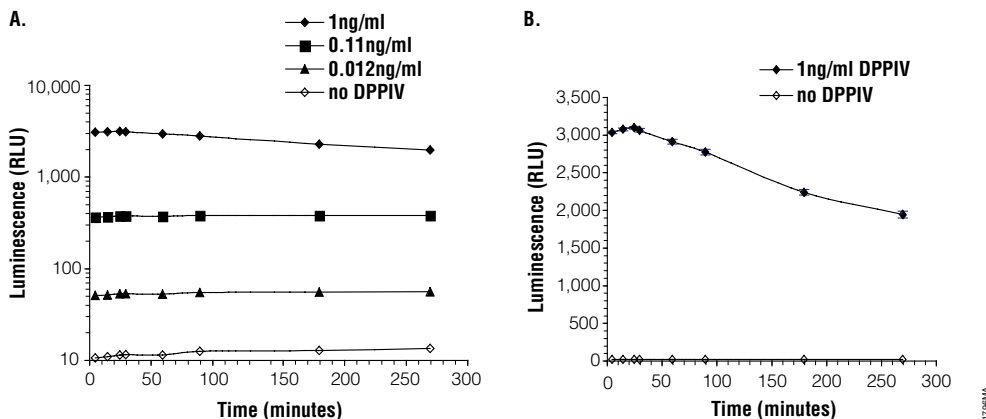 A.
1ng/ml
0.11ng/ml
0.012ng/ml
no DPPIV
10,000
1,000
100
10
Luminescence (RLU)
0 50 100 150 200 250 300
Time (minutes)
B.
1ng/ml DPPIV
no DPPIV
3,500
3,000
2,500
2,000
1,500
1,000
500
0
Luminescence (RLU)
0 50 100 150 200 250 300
Time (minutes)